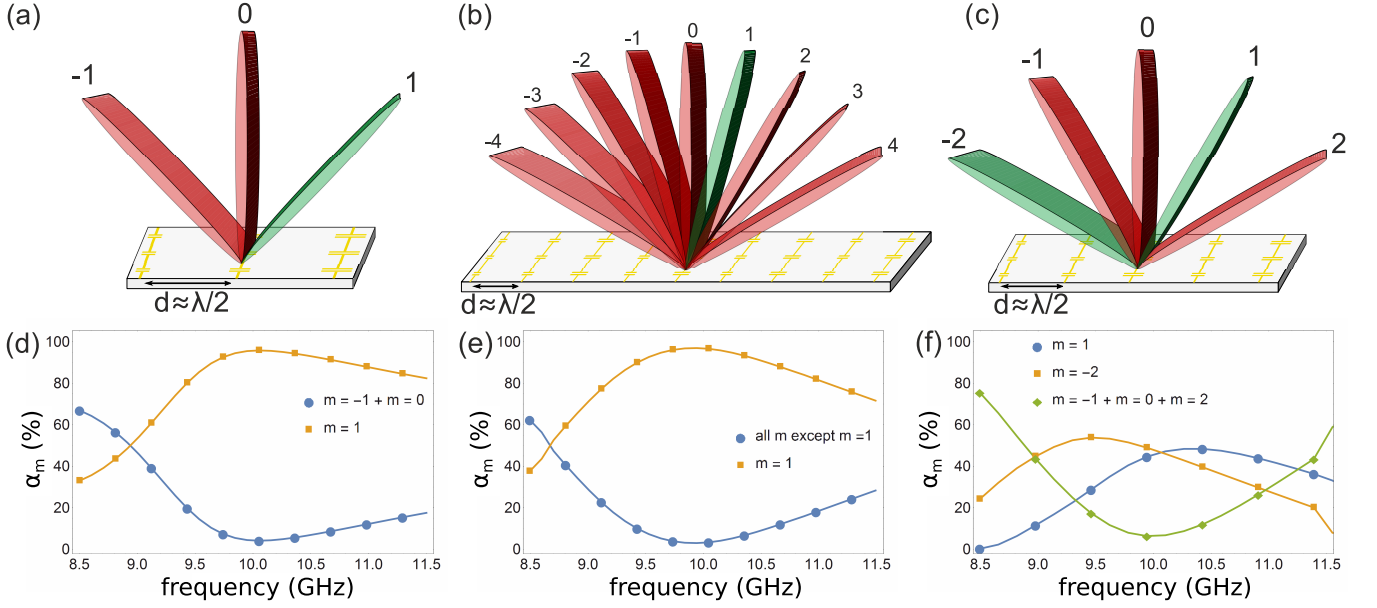 (a)
0
-1
1
d≈λ/2
(b)
-4
-3
-2
-1
0
1
2
3
4
d≈λ/2
(c)
-2
-1
0
1
2
d≈λ/2
(d)
αm (%)
100
80
60
40
20
0
m = −1 + m = 0
m = 1
8.5 9.0 9.5 10.0 10.5 11.0 11.5
frequency (GHz)
(e)
αm (%)
100
80
60
40
20
0
all m except m =1
m = 1
8.5 9.0 9.5 10.0 10.5 11.0 11.5
frequency (GHz)
(f)
αm (%)
100
80
60
40
20
0
m = 1
m = −2
m = −1 + m = 0 + m = 2
8.5 9.0 9.5 10.0 10.5 11.0 11.5
frequency (GHz)